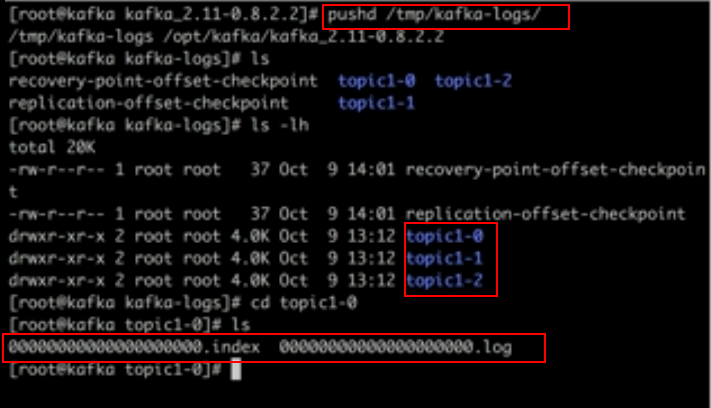 [root@kafka kafka_2.11-0.8.2.2]# pushd /tmp/kafka-logs/
/tmp/kafka-logs /opt/kafka/kafka_2.11-0.8.2.2
[root@kafka kafka-logs]# ls
recovery-point-offset-checkpoint  topic1-0  topic1-2
replication-offset-checkpoint     topic1-1
[root@kafka kafka-logs]# ls -lh
total 20K
-rw-r--r-- 1 root root   37 Oct  9 14:01 recovery-point-offset-checkpoin
t
-rw-r--r-- 1 root root   37 Oct  9 14:01 replication-offset-checkpoint
drwxr-xr-x 2 root root 4.0K Oct  9 13:12 topic1-0
drwxr-xr-x 2 root root 4.0K Oct  9 13:12 topic1-1
drwxr-xr-x 2 root root 4.0K Oct  9 13:12 topic1-2
[root@kafka kafka-logs]# cd topic1-0
[root@kafka topic1-0]# ls
00000000000000000000.index  00000000000000000000.log
[root@kafka topic1-0]#